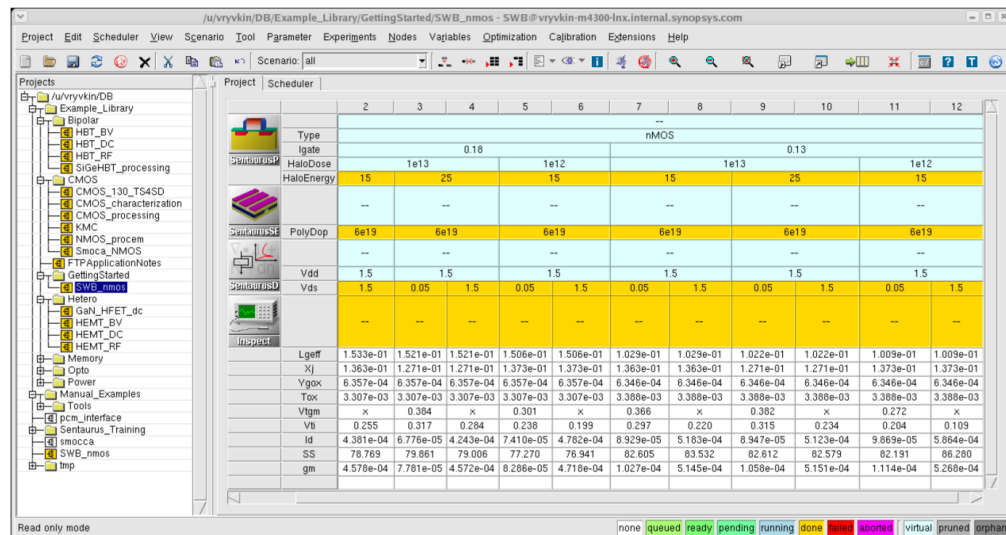 /u/vryvkin/DB/Example_Library/GettingStarted/SWB_nmos - SWB@vryvkin-m4300-lnx.internal.synopsys.com
Project Edit Scheduler View Scenario Tool Parameter Experiments Nodes Variables Optimization Calibration Extensions Help
Scenario: all
Projects
/u/vryvkin/DB
Example_Library
Bipolar
HBT_BV
HBT_DC
HBT_RF
SiGeHBT_processing
CMOS
CMOS_130_TS4SD
CMOS_characterization
CMOS_processing
KMC
NMOS_procem
Smoca_NMOS
FTPApplicationNotes
GettingStarted
SWB_nmos
Hetero
GaN_HFET_dc
HEMT_BV
HEMT_DC
HEMT_RF
Memory
Opto
Power
Manual_Examples
Tools
pcm_interface
Sentaurus_Training
smocca
SWB_nmos
tmp
Project Scheduler
2 3 4 5 6 7 8 9 10 11 12
--
Type nMOS
SentaurusP
lgate 0.18 0.13
HaloDose 1e13 1e12 1e13 1e12
HaloEnergy 15 25 15 15 25 15
-- -- -- -- -- --
SentaurusSE PolyDop 6e19 6e19 6e19 6e19 6e19 6e19
-- -- -- -- -- --
Vdd 1.5 1.5 1.5 1.5 1.5 1.5
SentaurusD Vds 1.5 0.05 1.5 0.05 1.5 0.05 1.5 0.05 1.5 0.05 1.5
-- -- -- -- -- -- -- -- -- -- --
Inspect
Lgeff 1.533e-01 1.521e-01 1.521e-01 1.506e-01 1.506e-01 1.029e-01 1.029e-01 1.022e-01 1.022e-01 1.009e-01 1.009e-01
Xj 1.363e-01 1.271e-01 1.271e-01 1.373e-01 1.373e-01 1.363e-01 1.363e-01 1.271e-01 1.271e-01 1.373e-01 1.373e-01
Ygox 6.357e-04 6.357e-04 6.357e-04 6.357e-04 6.357e-04 6.346e-04 6.346e-04 6.346e-04 6.346e-04 6.346e-04 6.346e-04
Tox 3.307e-03 3.307e-03 3.307e-03 3.307e-03 3.307e-03 3.388e-03 3.388e-03 3.388e-03 3.388e-03 3.388e-03 3.388e-03
Vtgm x 0.384 x 0.301 x 0.366 x 0.382 x 0.272 x
Vti 0.255 0.317 0.284 0.238 0.199 0.297 0.220 0.315 0.234 0.204 0.109
Id 4.381e-04 6.776e-05 4.243e-04 7.410e-05 4.782e-04 8.929e-05 5.183e-04 8.947e-05 5.123e-04 9.869e-05 5.864e-04
SS 78.769 79.861 79.006 77.270 76.941 82.605 83.532 82.612 82.579 82.191 86.280
gm 4.578e-04 7.781e-05 4.572e-04 8.286e-05 4.718e-04 1.027e-04 5.145e-04 1.058e-04 5.151e-04 1.114e-04 5.268e-04
Read only mode
none queued ready pending running done failed aborted virtual pruned orphan